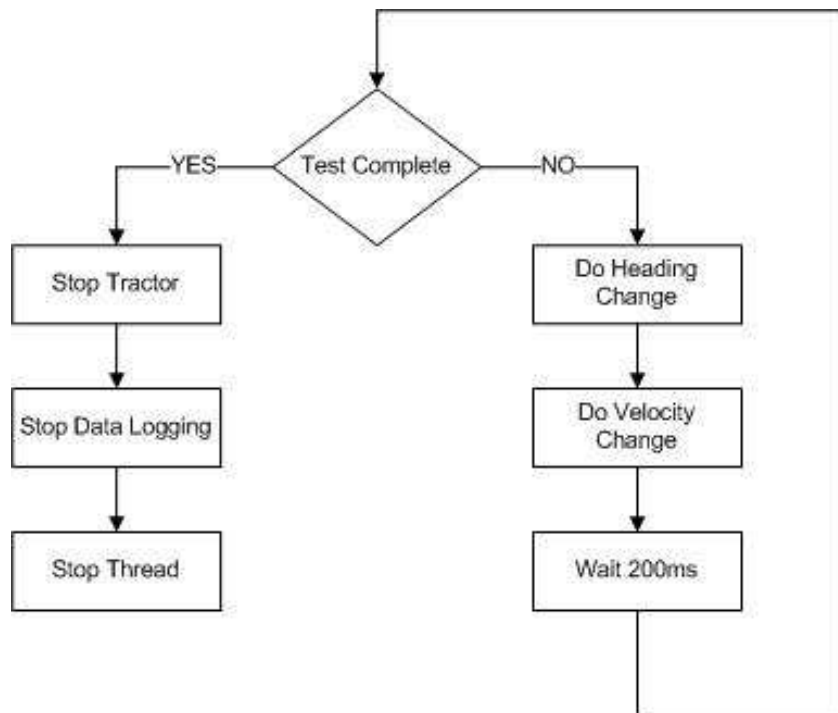 Test Complete
YES
NO
Stop Tractor
Do Heading
Change
Stop Data Logging
Do Velocity
Change
Stop Thread
Wait 200ms